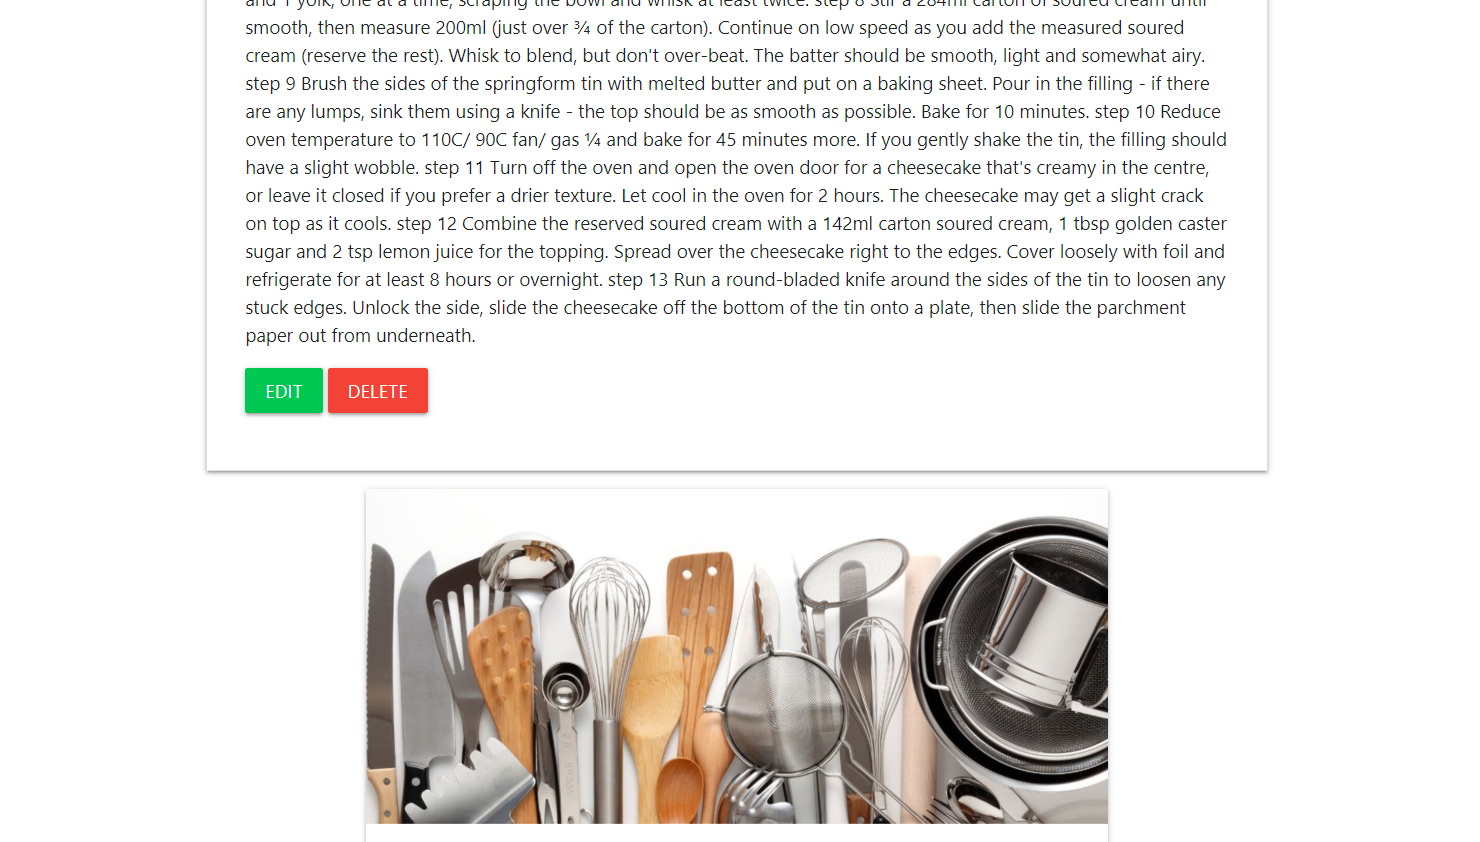 and 1 yolk, one at a time, scraping the bowl and whisk at least twice. step 8 Stir a 284ml carton of soured cream until
smooth, then measure 200ml (just over ¾ of the carton). Continue on low speed as you add the measured soured
cream (reserve the rest). Whisk to blend, but don't over-beat. The batter should be smooth, light and somewhat airy.
step 9 Brush the sides of the springform tin with melted butter and put on a baking sheet. Pour in the filling - if there
are any lumps, sink them using a knife - the top should be as smooth as possible. Bake for 10 minutes. step 10 Reduce
oven temperature to 110C/ 90C fan/ gas ¼ and bake for 45 minutes more. If you gently shake the tin, the filling should
have a slight wobble. step 11 Turn off the oven and open the oven door for a cheesecake that's creamy in the centre,
or leave it closed if you prefer a drier texture. Let cool in the oven for 2 hours. The cheesecake may get a slight crack
on top as it cools. step 12 Combine the reserved soured cream with a 142ml carton soured cream, 1 tbsp golden caster
sugar and 2 tsp lemon juice for the topping. Spread over the cheesecake right to the edges. Cover loosely with foil and
refrigerate for at least 8 hours or overnight. step 13 Run a round-bladed knife around the sides of the tin to loosen any
stuck edges. Unlock the side, slide the cheesecake off the bottom of the tin onto a plate, then slide the parchment
paper out from underneath.
EDIT DELETE